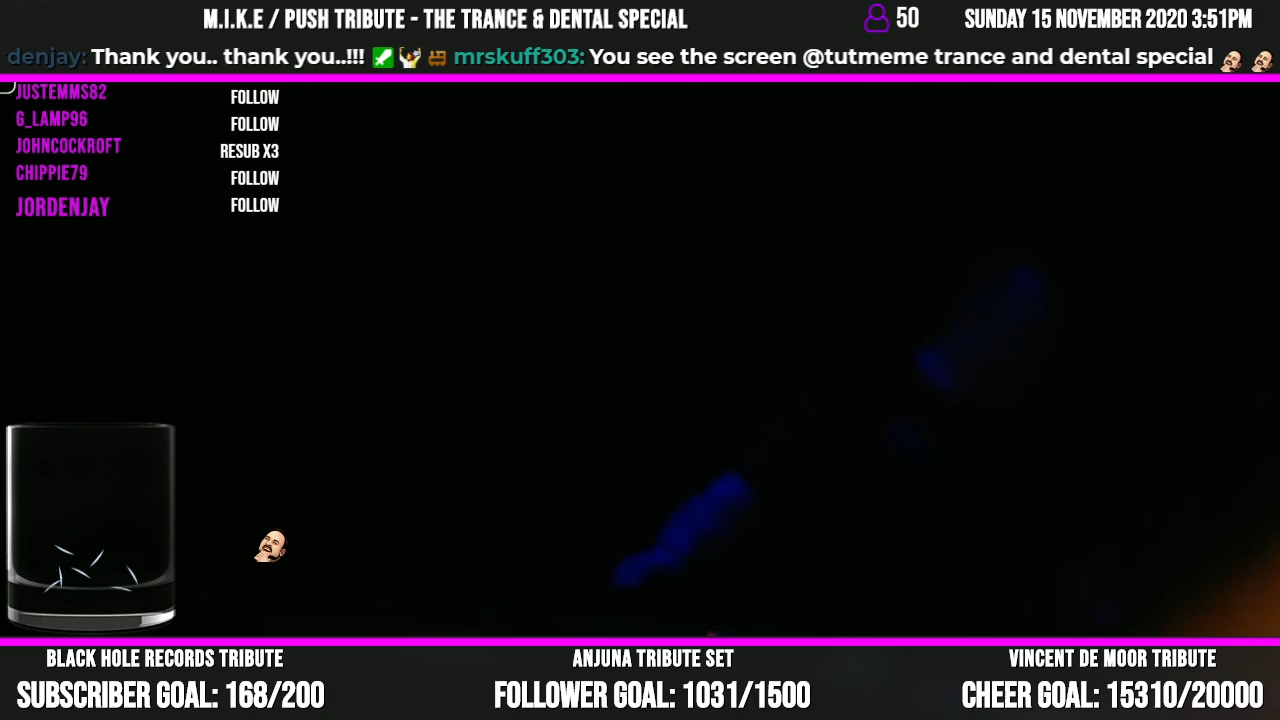 M.I.K.E / PUSH TRIBUTE - THE TRANCE & DENTAL SPECIAL
50
SUNDAY 15 NOVEMBER 2020 3:51PM
denjay: Thank you.. thank you..!!! mrskuff303: You see the screen @tutmeme trance and dental special
JUSTEMMS82 FOLLOW
G_LAMP96 FOLLOW
JOHNCOCKROFT RESUB X3
CHIPPIE79 FOLLOW
JORDENJAY FOLLOW
BLACK HOLE RECORDS TRIBUTE
SUBSCRIBER GOAL: 168/200
ANJUNA TRIBUTE SET
FOLLOWER GOAL: 1031/1500
VINCENT DE MOOR TRIBUTE
CHEER GOAL: 15310/20000